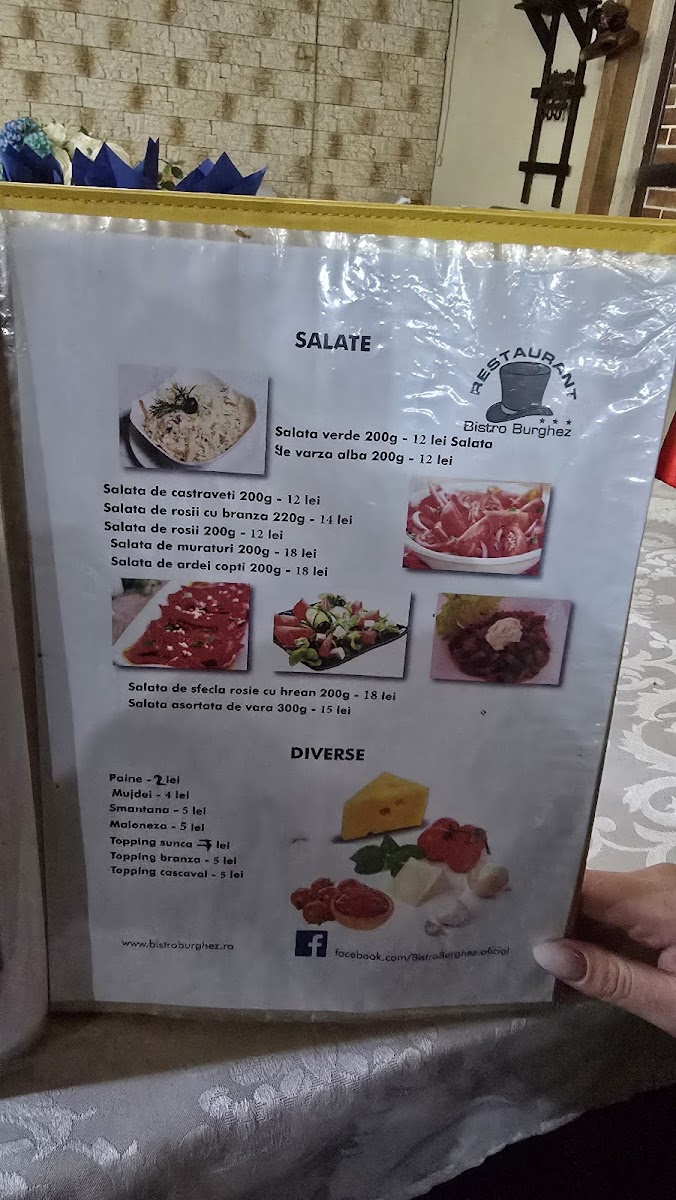 SALATE
RESTAURANT
Bistro Burghez
Salata verde 200g - 12 lei Salata
de varza alba 200g - 12 lei
Salata de castraveti 200g - 12 lei
Salata de rosii cu branza 220g - 14 lei
Salata de rosii 200g - 12 lei
Salata de muraturi 200g - 18 lei
Salata de ardei copti 200g - 18 lei
Salata de sfecla rosie cu hrean 200g - 18 lei
Salata asortata de vara 300g - 15 lei
DIVERSE
Paine - 2 lei
Mujdei - 4 lei
Smantana - 5 lei
Maioneza - 5 lei
Topping sunca 7 lei
Topping branza - 5 lei
Topping cascaval - 5 lei
www.bistroburghez.ro
f facebook.com/BistroBurghez.oficial